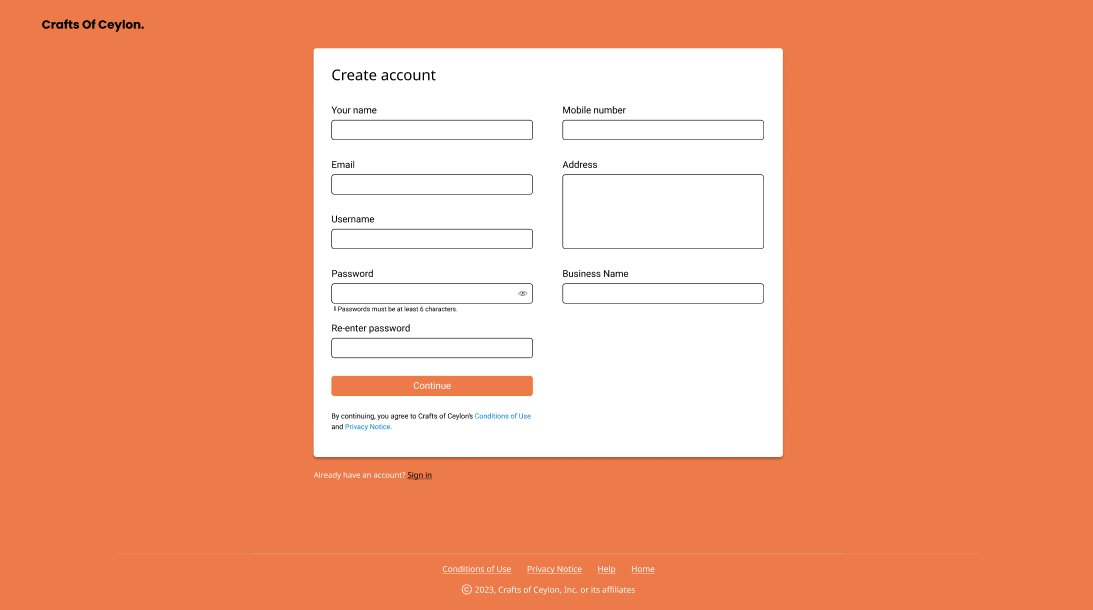 Crafts Of Ceylon.
Create account
Your name
Mobile number
Email
Address
Username
Password
Business Name
i Passwords must be at least 6 characters.
Re-enter password
Continue
By continuing, you agree to Crafts of Ceylon's Conditions of Use
and Privacy Notice.
Already have an account? Sign in
Conditions of Use Privacy Notice Help Home
© 2023, Crafts of Ceylon, Inc. or its affiliates